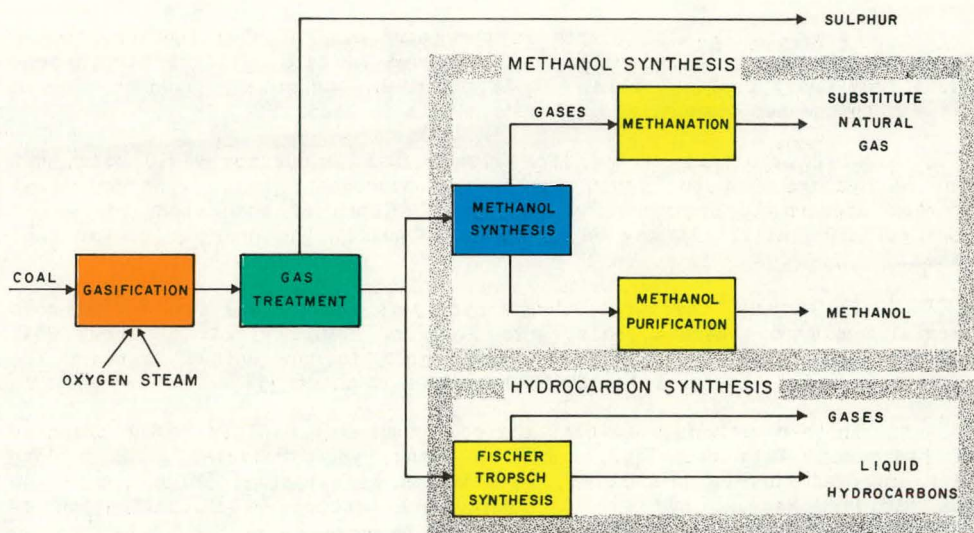 SULPHUR
METHANOL SYNTHESIS
GASES
METHANATION
SUBSTITUTE
NATURAL
GAS
METHANOL
SYNTHESIS
COAL
GASIFICATION
GAS
TREATMENT
METHANOL
PURIFICATION
METHANOL
OXYGEN STEAM
HYDROCARBON SYNTHESIS
GASES
FISCHER
TROPSCH
SYNTHESIS
LIQUID
HYDROCARBONS